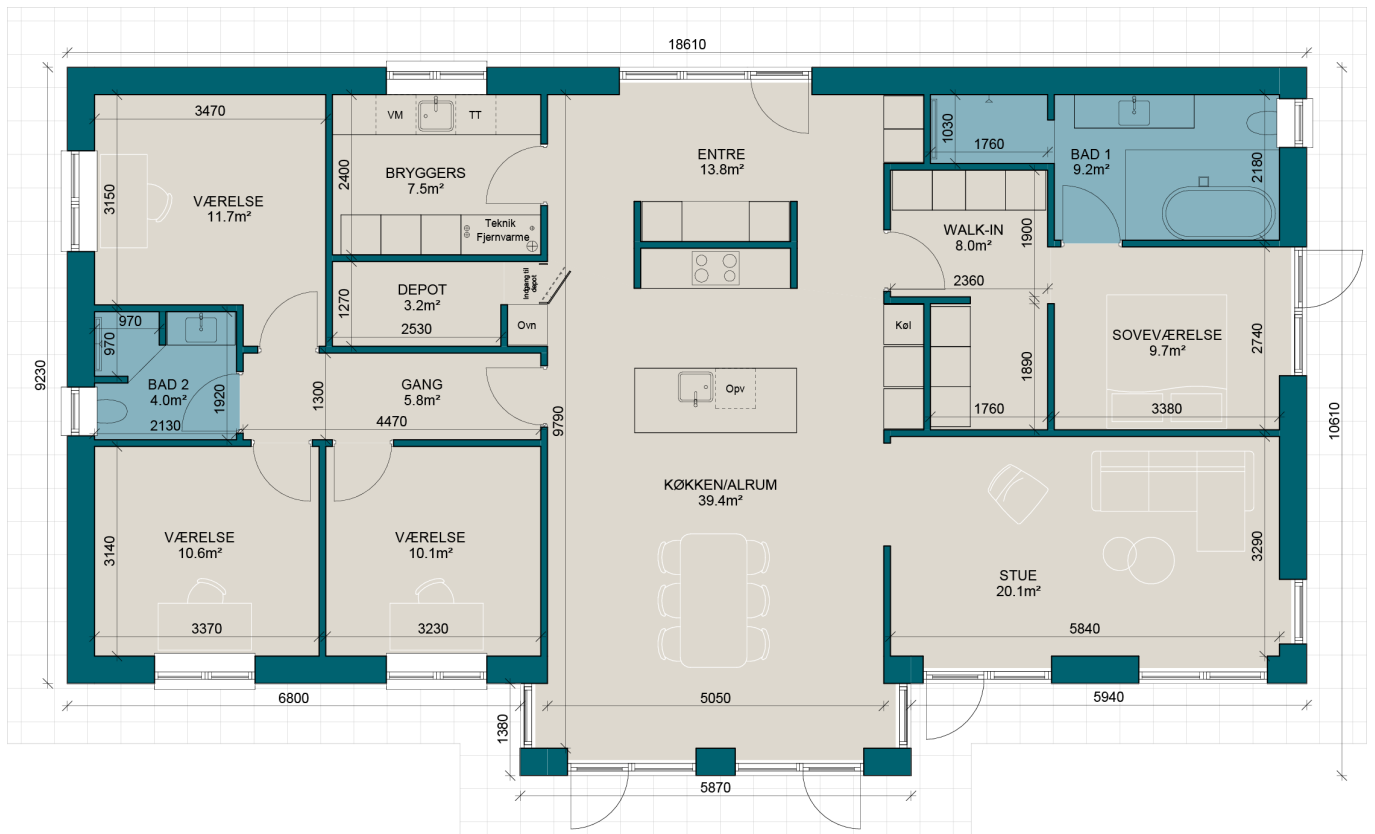 18610
3470
VM
TT
BRYGGERS
7.5m²
2400
3150
VÆRELSE
11.7m²
Teknik
Fjernvarme
ENTRE
13.8m²
1030
1760
BAD 1
9.2m²
2180
WALK-IN
8.0m²
1900
2360
DEPOT
3.2m²
1270
2530
Indgang til
depot
Ovn
970
970
BAD 2
4.0m²
1920
2130
1300
GANG
5.8m²
4470
9790
Køl
Opv
1890
1760
SOVEVÆRELSE
9.7m²
2740
3380
9230
10610
KØKKEN/ALRUM
39.4m²
VÆRELSE
10.6m²
3140
3370
VÆRELSE
10.1m²
3230
STUE
20.1m²
3290
5840
6800
1380
5050
5940
5870